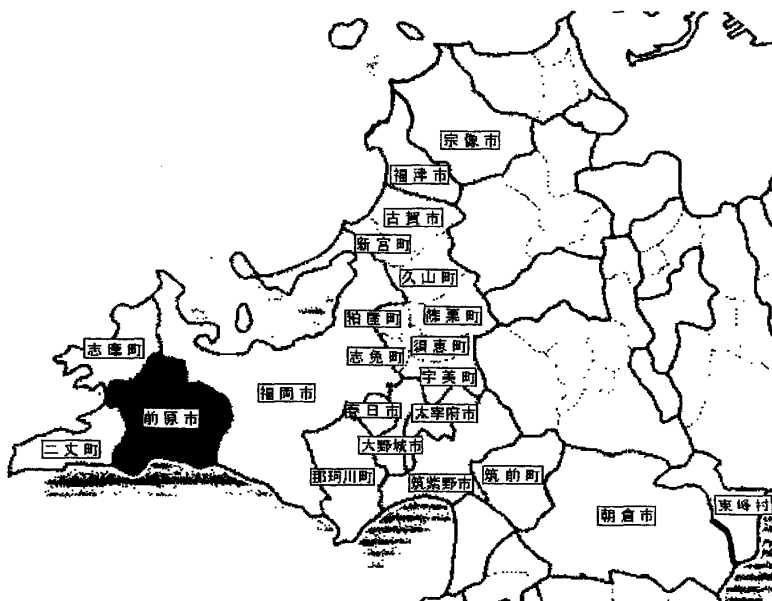 宗像市
福津市
古賀市
新宮町
久山町
粕屋町
篠栗町
志免町
須恵町
宇美町
志摩町
前原市
二丈町
福岡市
春日市
太宰府市
大野城市
那珂川町
筑紫野市
筑前町
朝倉市
東峰村